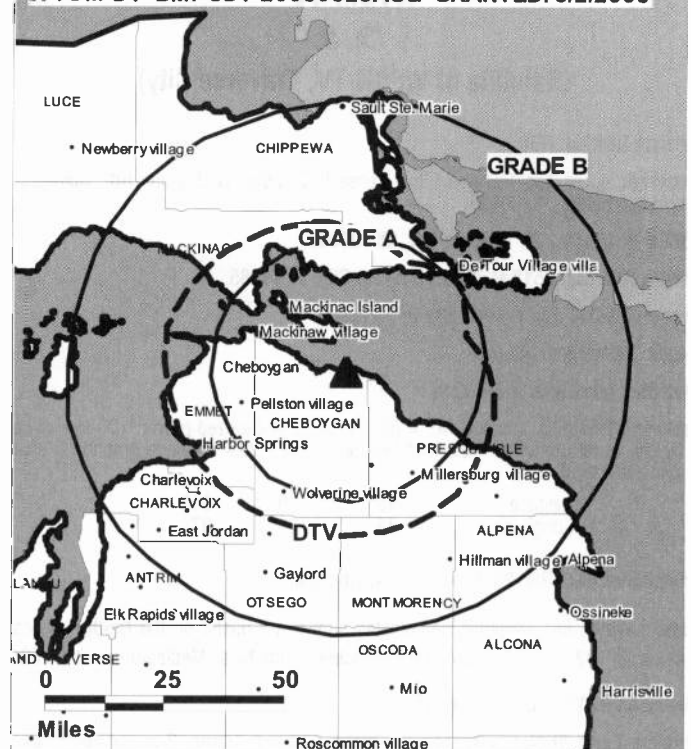 LUCE
Sault Ste. Marie
Newberry village
CHIPPEWA
GRADE B
GRADE A
MACKINAC
De Tour Village villa
Mackinac Island
Mackinaw village
Cheboygan
EMMET
Pellston village
CHEBOYGAN
Harbor Springs
PRESQUE ISLE
Charlevoix
Millersburg village
Wolverine village
CHARLEVOIX
DTV
East Jordan
ALPENA
Hillman village
Alpena
ANTRIM
Gaylord
Elk Rapids village
OTSEGO
MONTMORENCY
Ossineke
OSCODA
ALCONA
AND TRAVERSE
0 25 50
Mio
Harrisville
Miles
Roscommon village